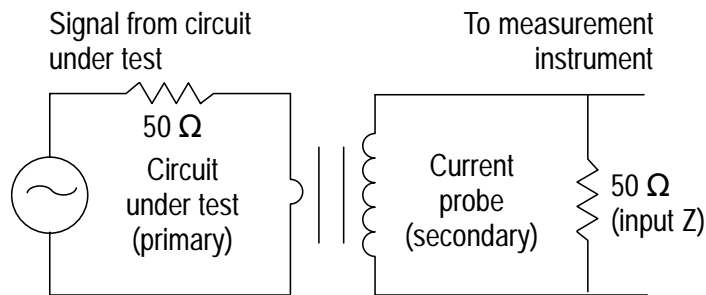 Signal from circuit
under test
To measurement
instrument
50 Ω
Circuit
under test
(primary)
Current
probe
(secondary)
50 Ω
(input Z)